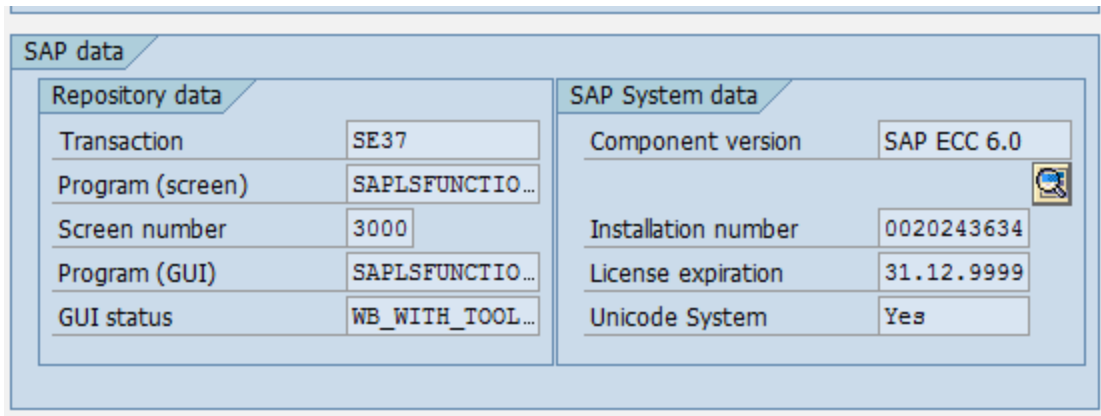 SAP data
Repository data
Transaction SE37
Program (screen) SAPLSFUNCTIO…
Screen number 3000
Program (GUI) SAPLSFUNCTIO…
GUI status WB_WITH_TOOL…
SAP System data
Component version SAP ECC 6.0
Installation number 0020243634
License expiration 31.12.9999
Unicode System Yes